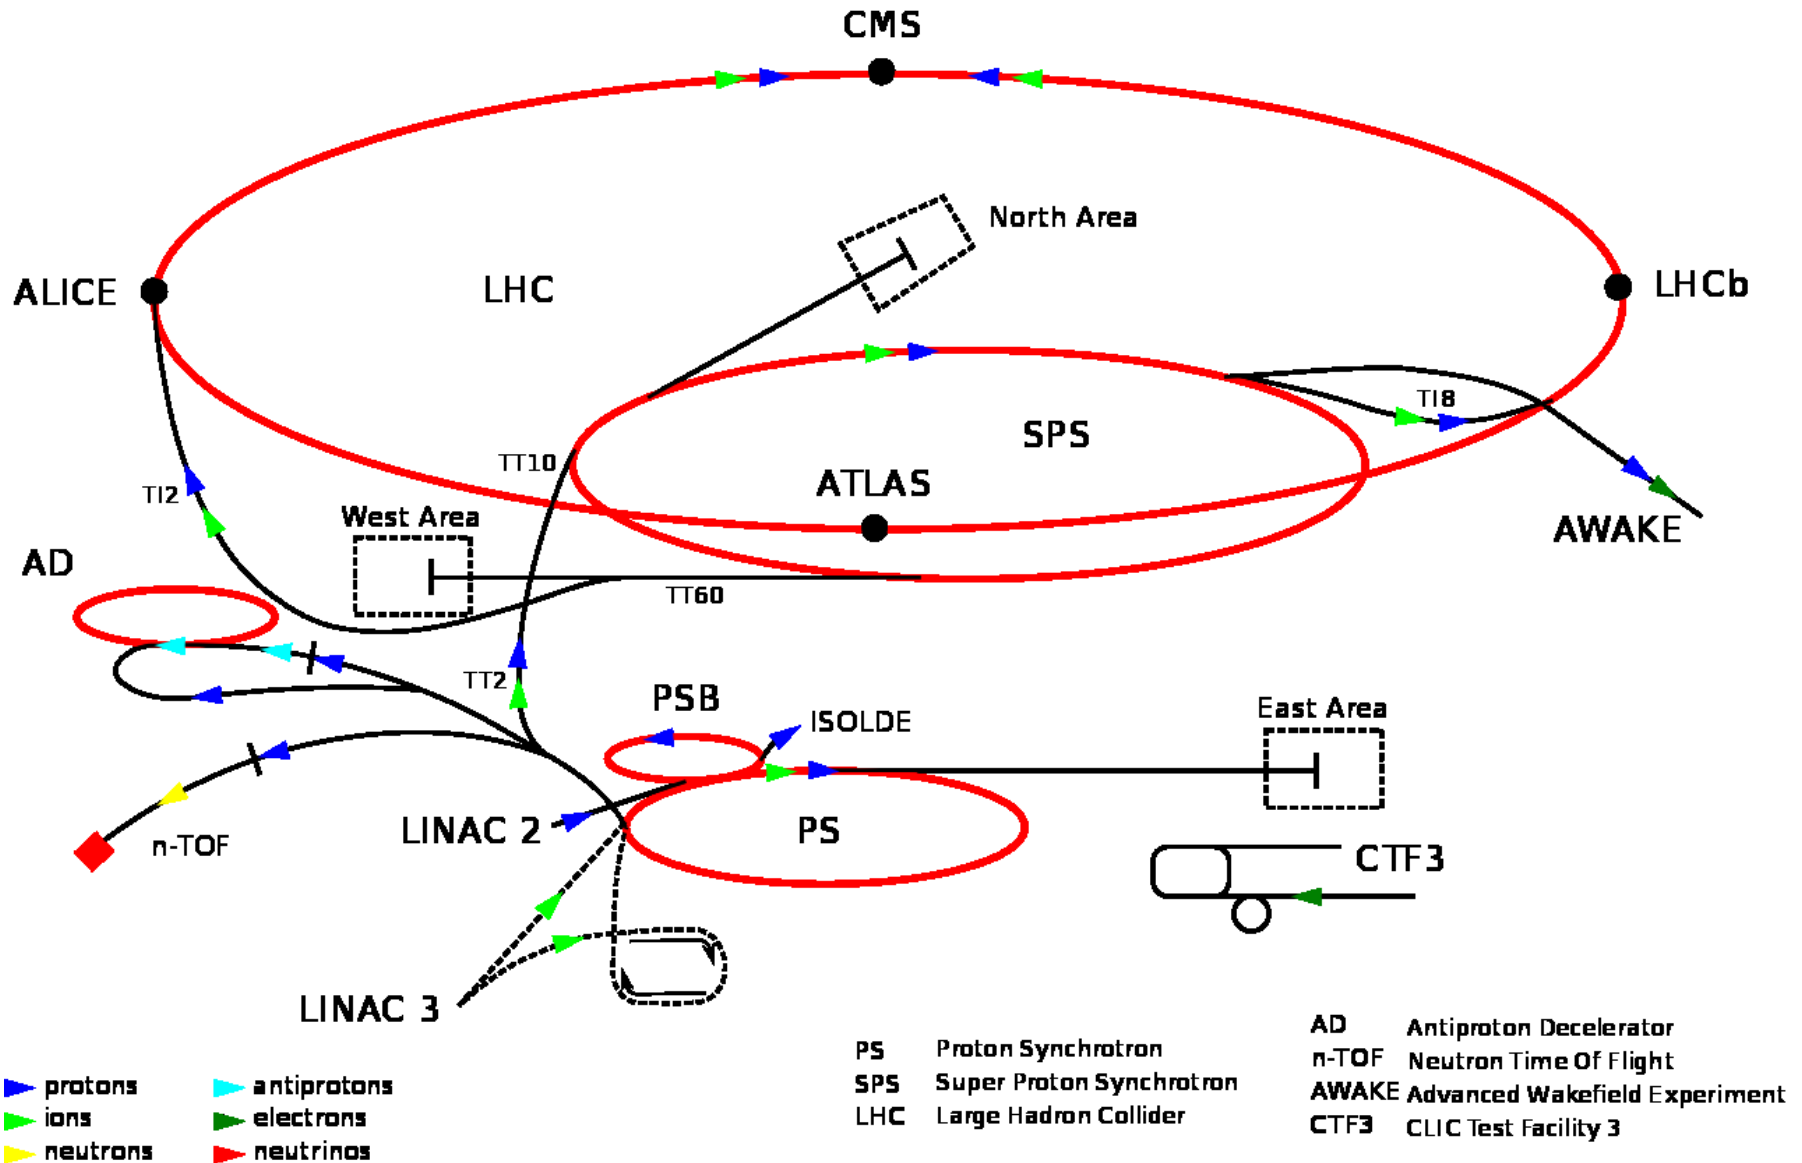 CMS
North Area
ALICE
LHC
LHCb
TI8
SPS
TT10
ATLAS
TI2
West Area
AWAKE
AD
TT60
TT2
PSB
ISOLDE
East Area
LINAC 2
PS
n-TOF
CTF3
LINAC 3
protons
ions
neutrons
antiprotons
electrons
neutrinos
PS Proton Synchrotron
SPS Super Proton Synchrotron
LHC Large Hadron Collider
AD Antiproton Decelerator
n-TOF Neutron Time Of Flight
AWAKE Advanced Wakefield Experiment
CTF3 CLIC Test Facility 3